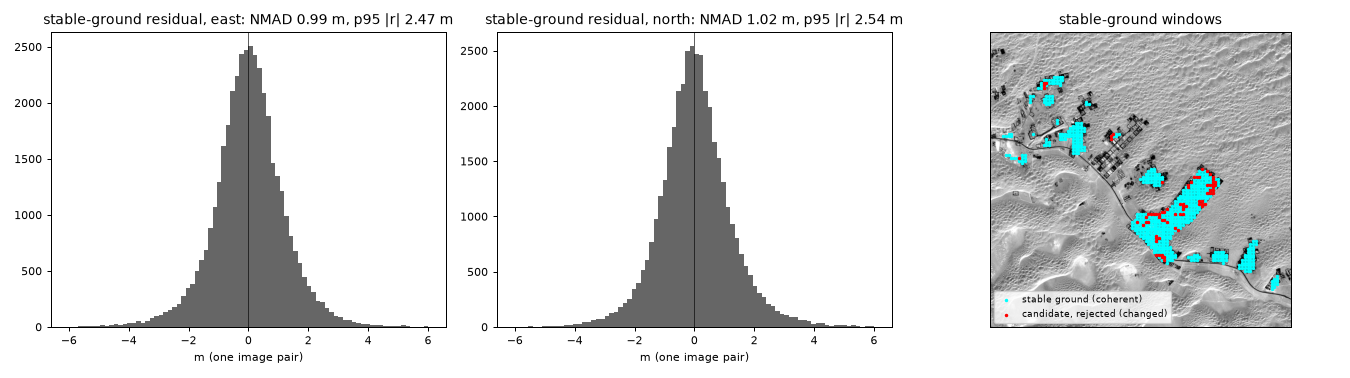 stable-ground residual, east: NMAD 0.99 m, p95 |r| 2.47 m
2500
2000
1500
1000
500
0
−6 −4 −2 0 2 4 6
m (one image pair)
stable-ground residual, north: NMAD 1.02 m, p95 |r| 2.54 m
2500
2000
1500
1000
500
0
−6 −4 −2 0 2 4 6
m (one image pair)
stable-ground windows
stable ground (coherent)
candidate, rejected (changed)